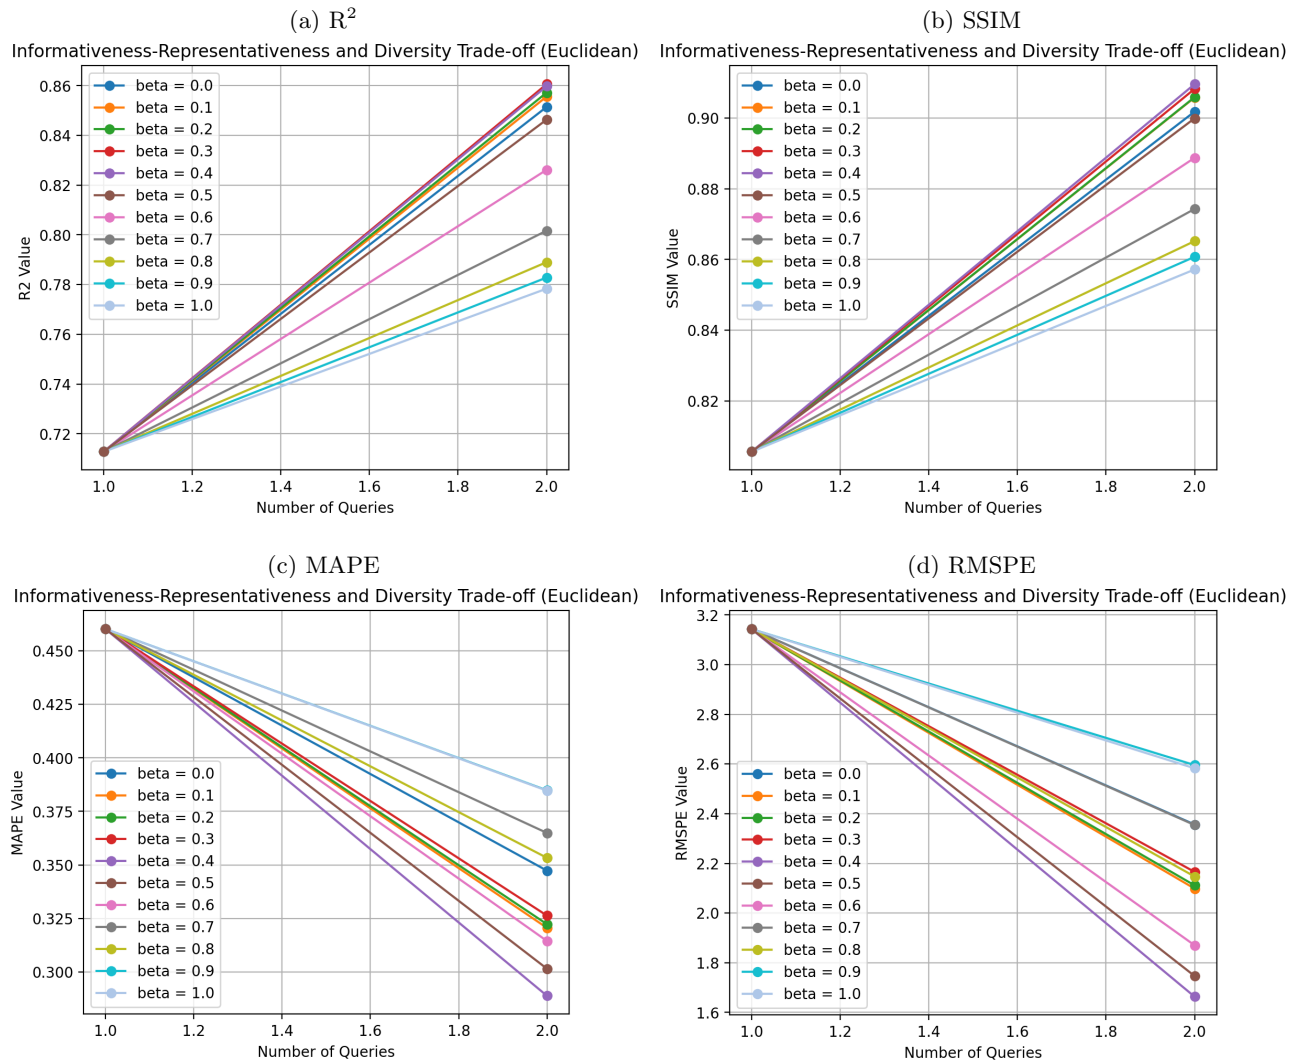 (a) R²
Informativeness-Representativeness and Diversity Trade-off (Euclidean)
R2 Value
0.86
0.84
0.82
0.80
0.78
0.76
0.74
0.72
beta = 0.0
beta = 0.1
beta = 0.2
beta = 0.3
beta = 0.4
beta = 0.5
beta = 0.6
beta = 0.7
beta = 0.8
beta = 0.9
beta = 1.0
1.0 1.2 1.4 1.6 1.8 2.0
Number of Queries
(b) SSIM
Informativeness-Representativeness and Diversity Trade-off (Euclidean)
SSIM Value
0.90
0.88
0.86
0.84
0.82
beta = 0.0
beta = 0.1
beta = 0.2
beta = 0.3
beta = 0.4
beta = 0.5
beta = 0.6
beta = 0.7
beta = 0.8
beta = 0.9
beta = 1.0
1.0 1.2 1.4 1.6 1.8 2.0
Number of Queries
(c) MAPE
Informativeness-Representativeness and Diversity Trade-off (Euclidean)
MAPE Value
0.450
0.425
0.400
0.375
0.350
0.325
0.300
beta = 0.0
beta = 0.1
beta = 0.2
beta = 0.3
beta = 0.4
beta = 0.5
beta = 0.6
beta = 0.7
beta = 0.8
beta = 0.9
beta = 1.0
1.0 1.2 1.4 1.6 1.8 2.0
Number of Queries
(d) RMSPE
Informativeness-Representativeness and Diversity Trade-off (Euclidean)
RMSPE Value
3.2
3.0
2.8
2.6
2.4
2.2
2.0
1.8
1.6
beta = 0.0
beta = 0.1
beta = 0.2
beta = 0.3
beta = 0.4
beta = 0.5
beta = 0.6
beta = 0.7
beta = 0.8
beta = 0.9
beta = 1.0
1.0 1.2 1.4 1.6 1.8 2.0
Number of Queries